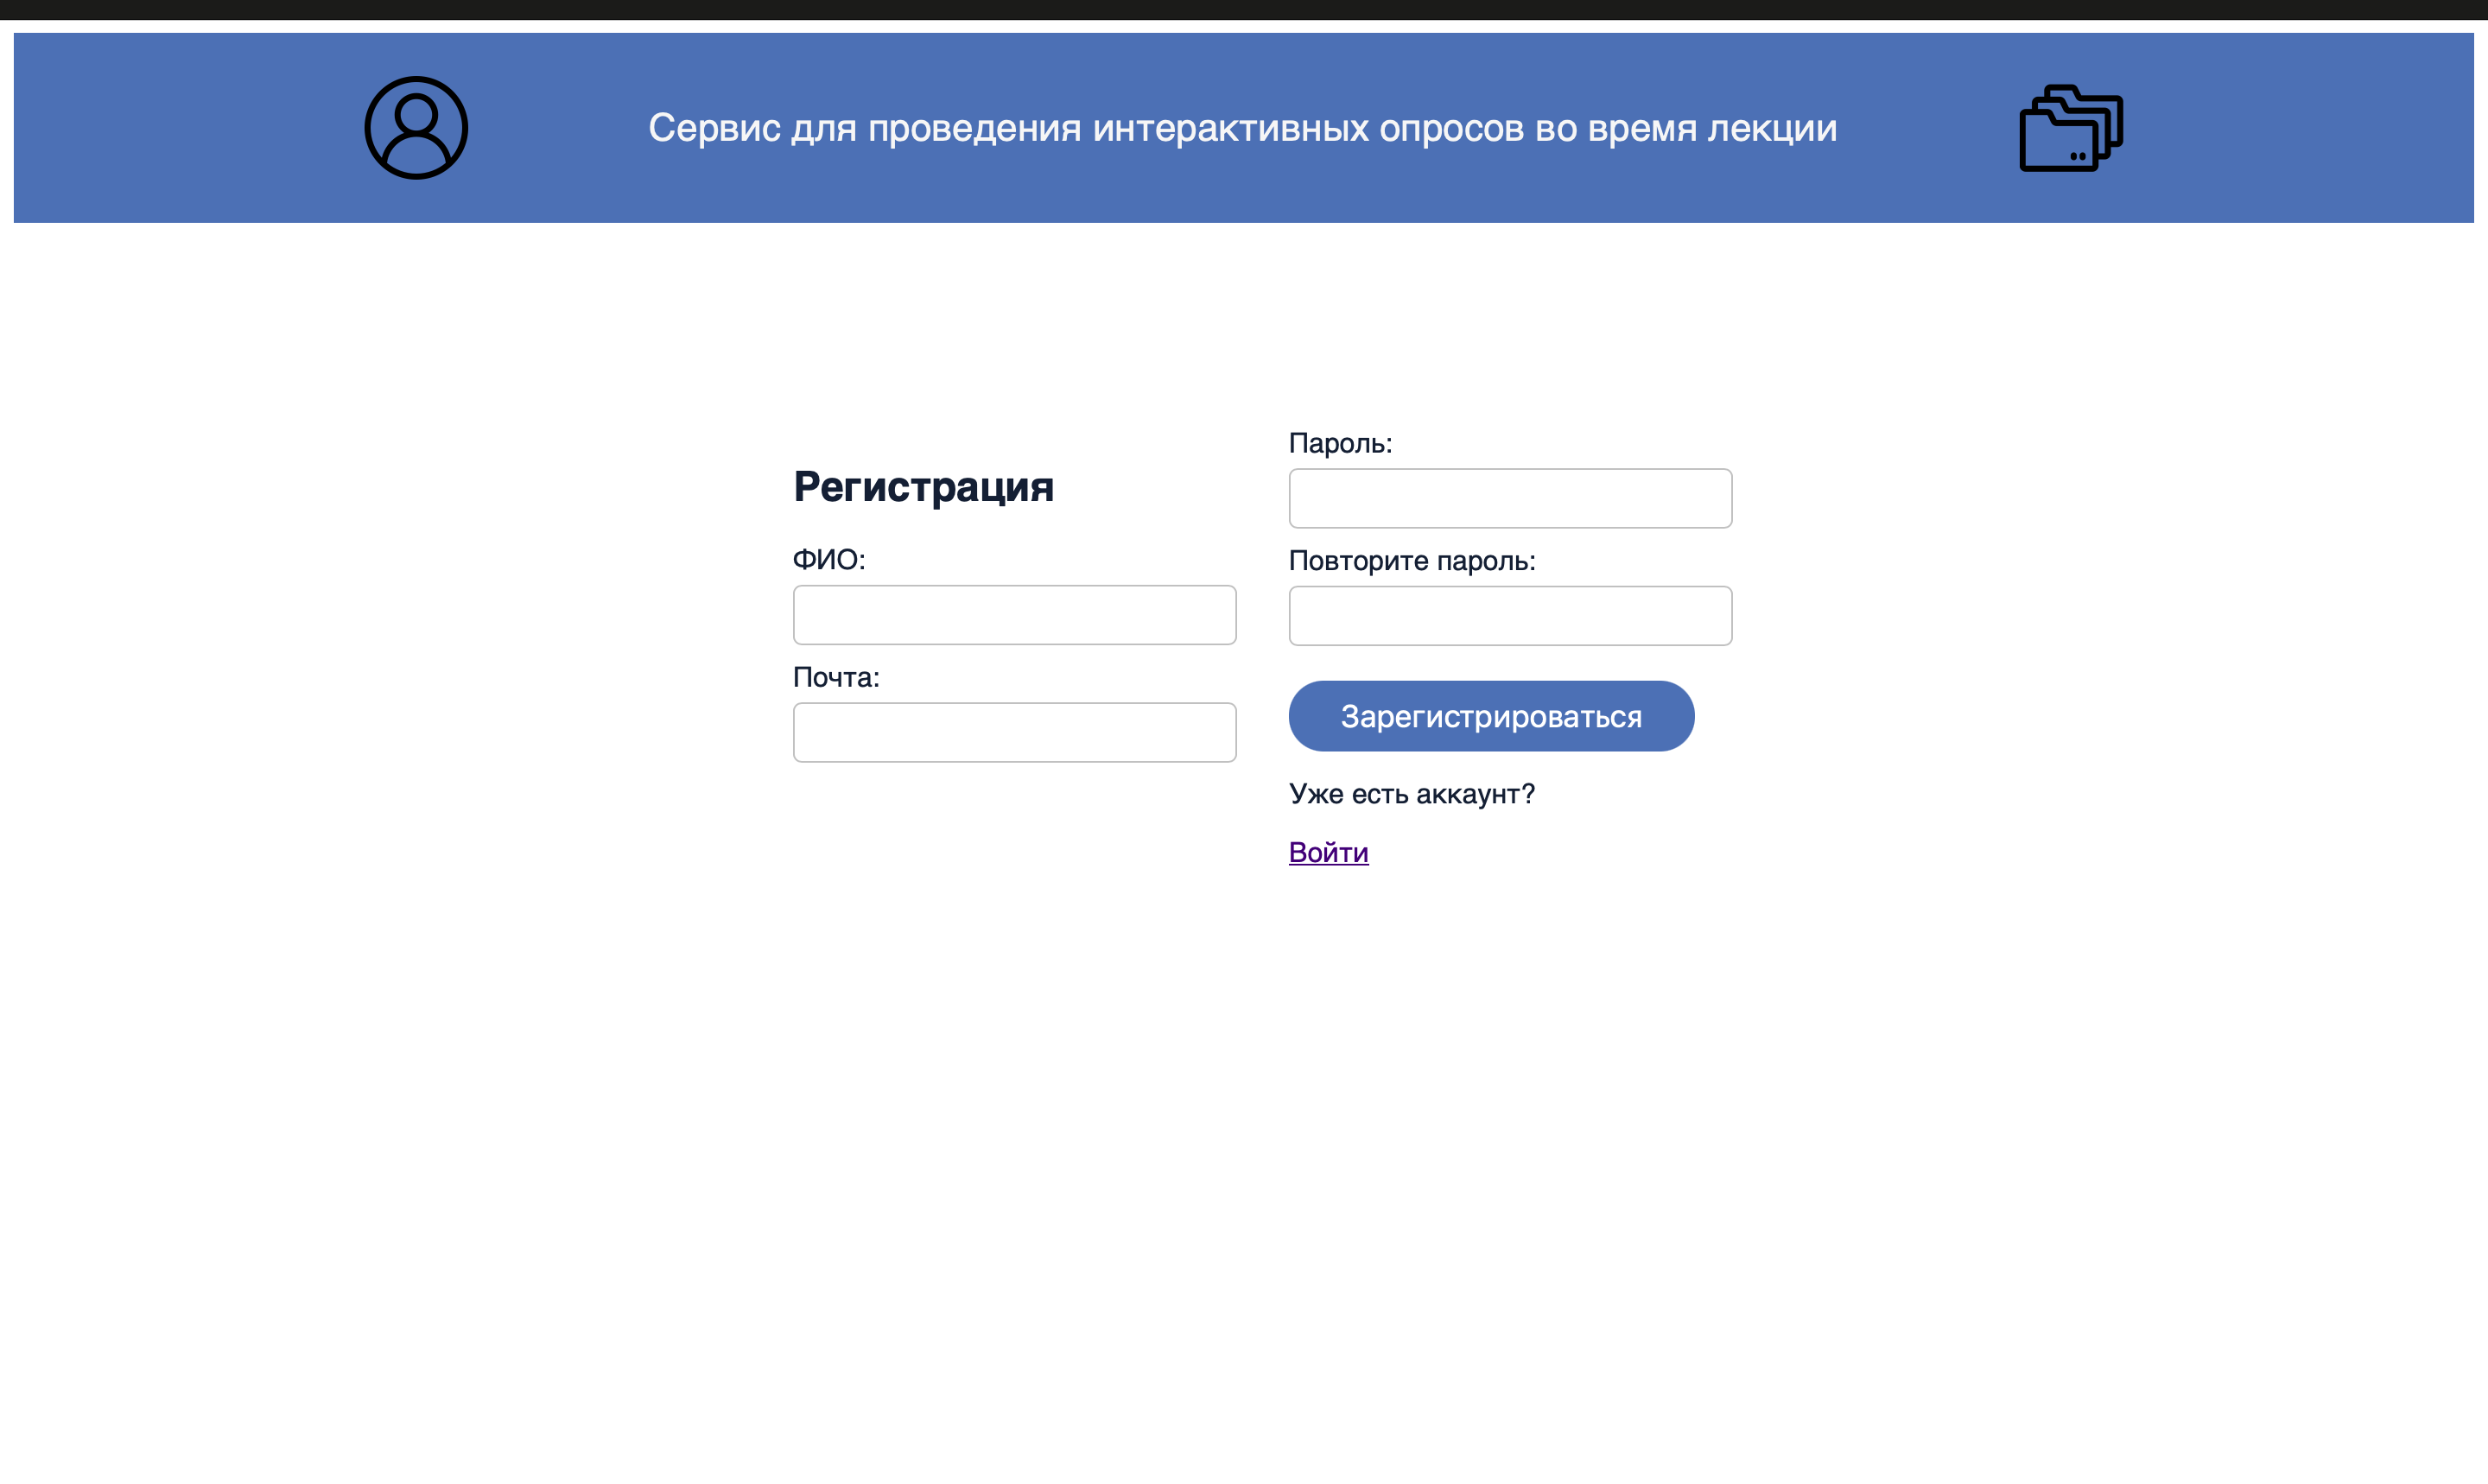 Сервис для проведения интерактивных опросов во время лекции
Регистрация
ФИО:
Почта:
Пароль:
Повторите пароль:
Зарегистрироваться
Уже есть аккаунт?
Войти